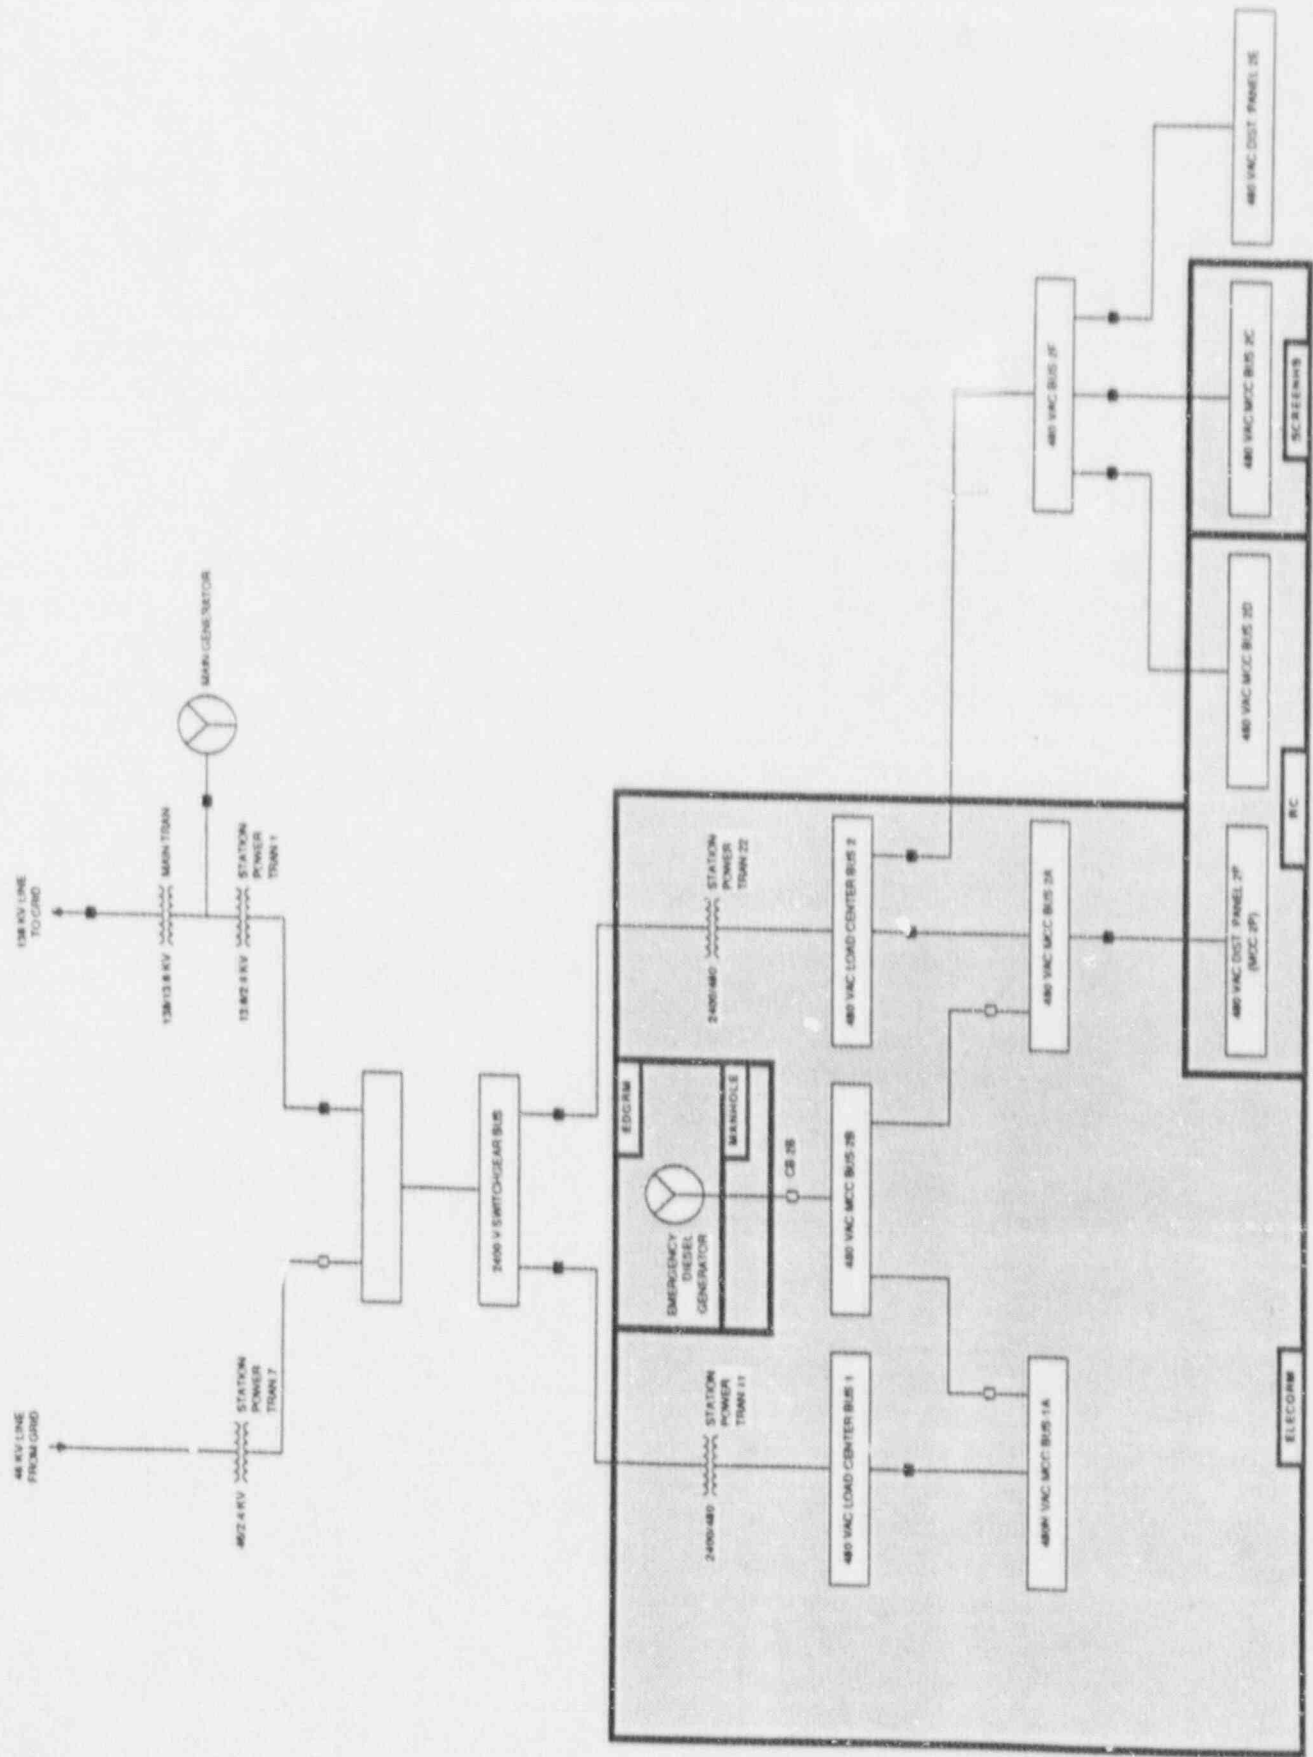 46 KV LINE
FROM GRID
138 KV LINE
TO GRID
46/2.4 KV
STATION
POWER
TRAN 7
138/13.8 KV
MAIN TRAN
13.8/2.4 KV
STATION
POWER
TRAN 1
MAIN GENERATOR
2400 V SWITCHGEAR BUS
EDGRM
EMERGENCY
DIESEL
GENERATOR
MANHOLE
CB 2B
2400/480
STATION
POWER
TRAN 11
2400/480
STATION
POWER
TRAN 22
480 VAC LOAD CENTER BUS 1
480 VAC MCC BUS 2B
480 VAC LOAD CENTER BUS 2
480V VAC MCC BUS 1A
480 VAC MCC BUS 2A
480 VAC BUS 2F
480 VAC DIST. PANEL 2P
(MCC 2P)
480 VAC MCC BUS 2D
480 VAC MCC BUS 2C
480 VAC DIST. PANEL 2E
ELECORM
RC
SCREENHS